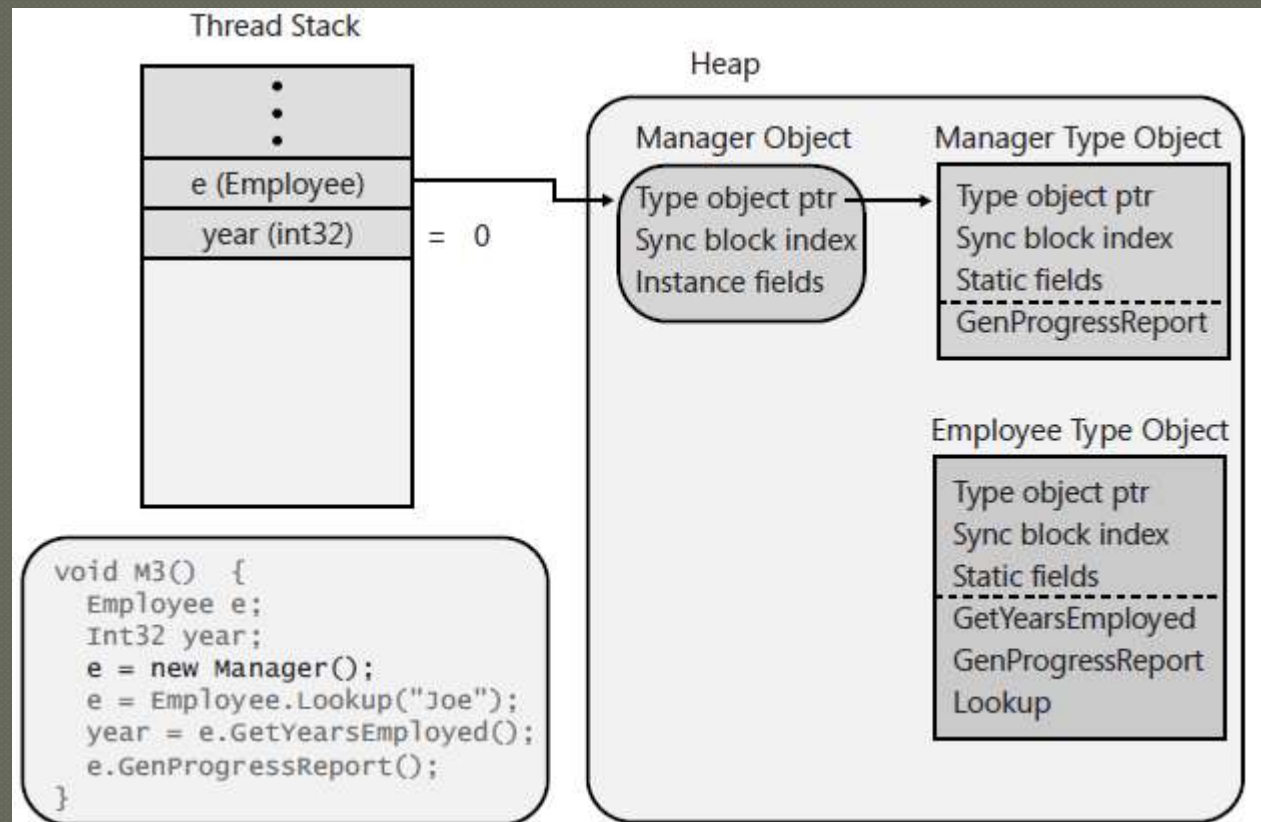 Thread Stack
e (Employee)
year (int32)
= 0
Heap
Manager Object
Type object ptr
Sync block index
Instance fields
Manager Type Object
Type object ptr
Sync block index
Static fields
GenProgressReport
Employee Type Object
Type object ptr
Sync block index
Static fields
GetYearsEmployed
GenProgressReport
Lookup
void M3() {
Employee e;
Int32 year;
e = new Manager();
e = Employee.Lookup("Joe");
year = e.GetYearsEmployed();
e.GenProgressReport();
}